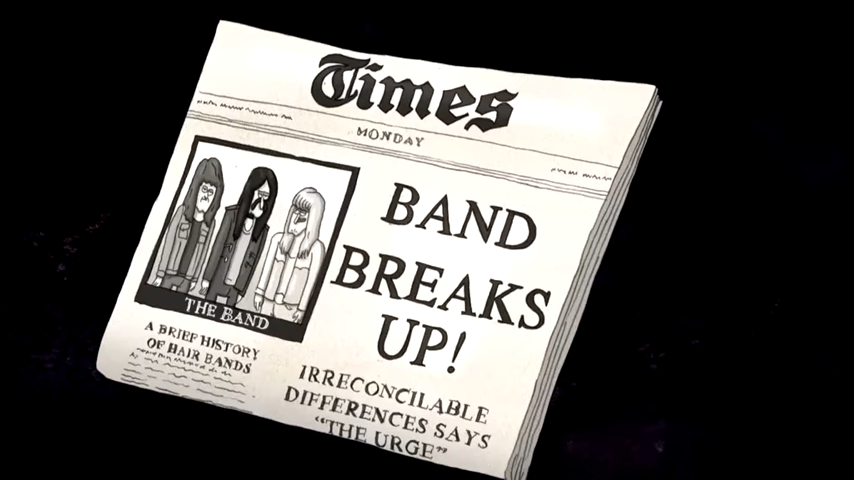 Times
MONDAY
BAND
BREAKS
UP!
THE BAND
A BRIEF HISTORY
OF HAIR BANDS
IRRECONCILABLE
DIFFERENCES SAYS
"THE URGE"